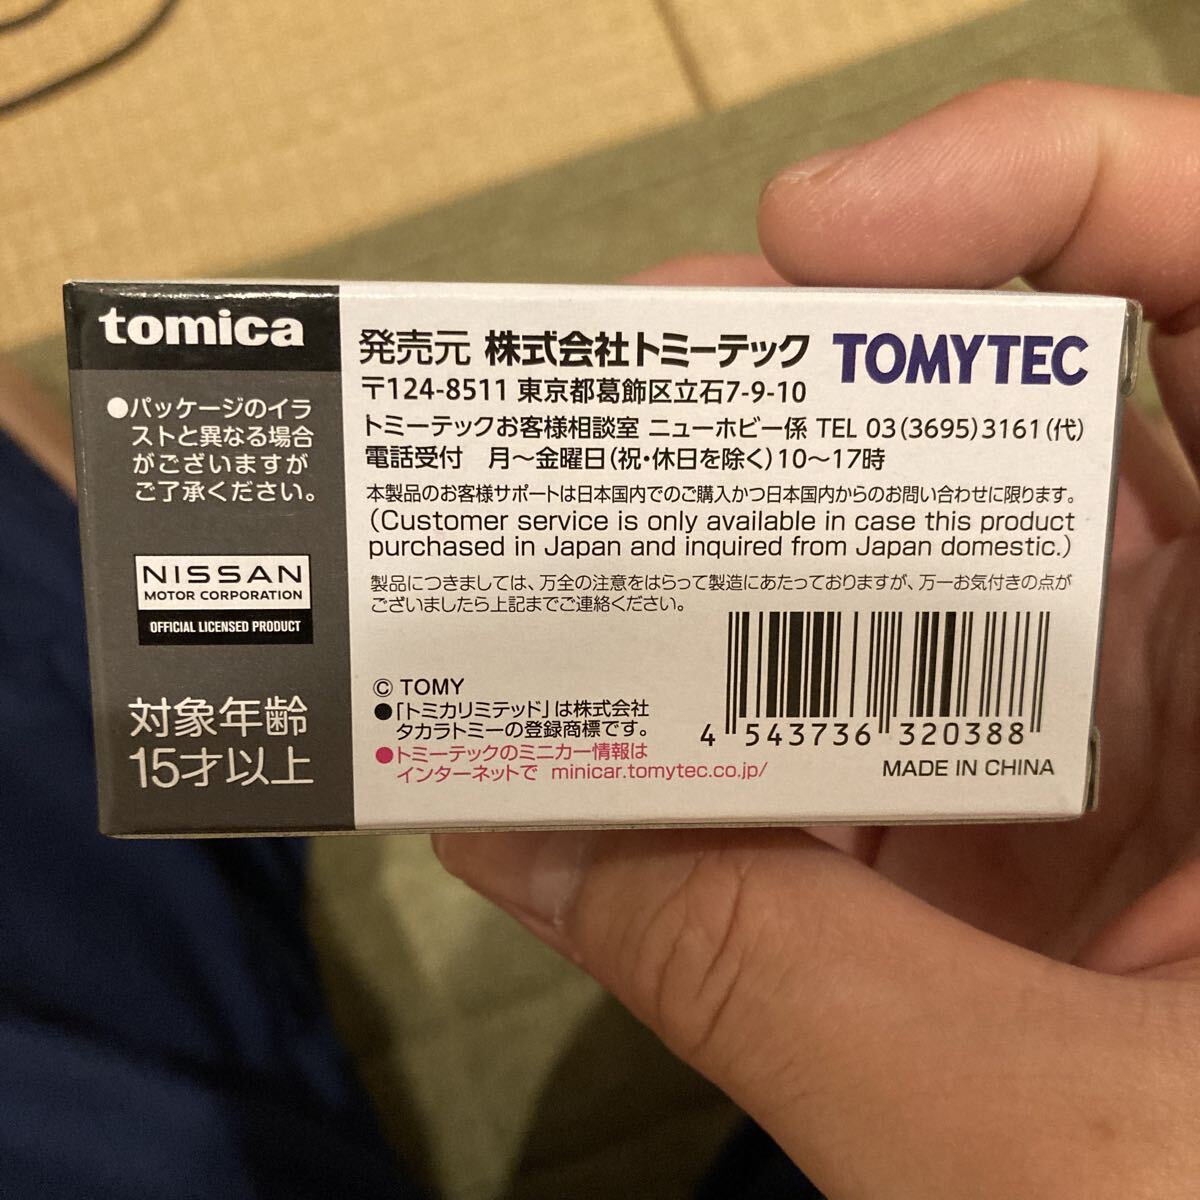 tomica
●パッケージのイラ
ストと異なる場合
がございますが
ご了承ください。
NISSAN
MOTOR CORPORATION
OFFICIAL LICENSED PRODUCT
対象年齢
15才以上
発売元 株式会社トミーテック TOMYTEC
〒124-8511 東京都葛飾区立石7-9-10
トミーテックお客様相談室 ニューホビー係 TEL 03(3695)3161(代)
電話受付 月～金曜日(祝・休日を除く)10～17時
本製品のお客様サポートは日本国内でのご購入かつ日本国内からのお問い合わせに限ります。
(Customer service is only available in case this product
purchased in Japan and inquired from Japan domestic.)
製品につきましては、万全の注意をはらって製造にあたっておりますが、万一お気付きの点が
ございましたら上記までご連絡ください。
© TOMY
●「トミカリミテッド」は株式会社
タカラトミーの登録商標です。
●トミーテックのミニカー情報は
インターネットで minicar.tomytec.co.jp/
4 543736 320388
MADE IN CHINA